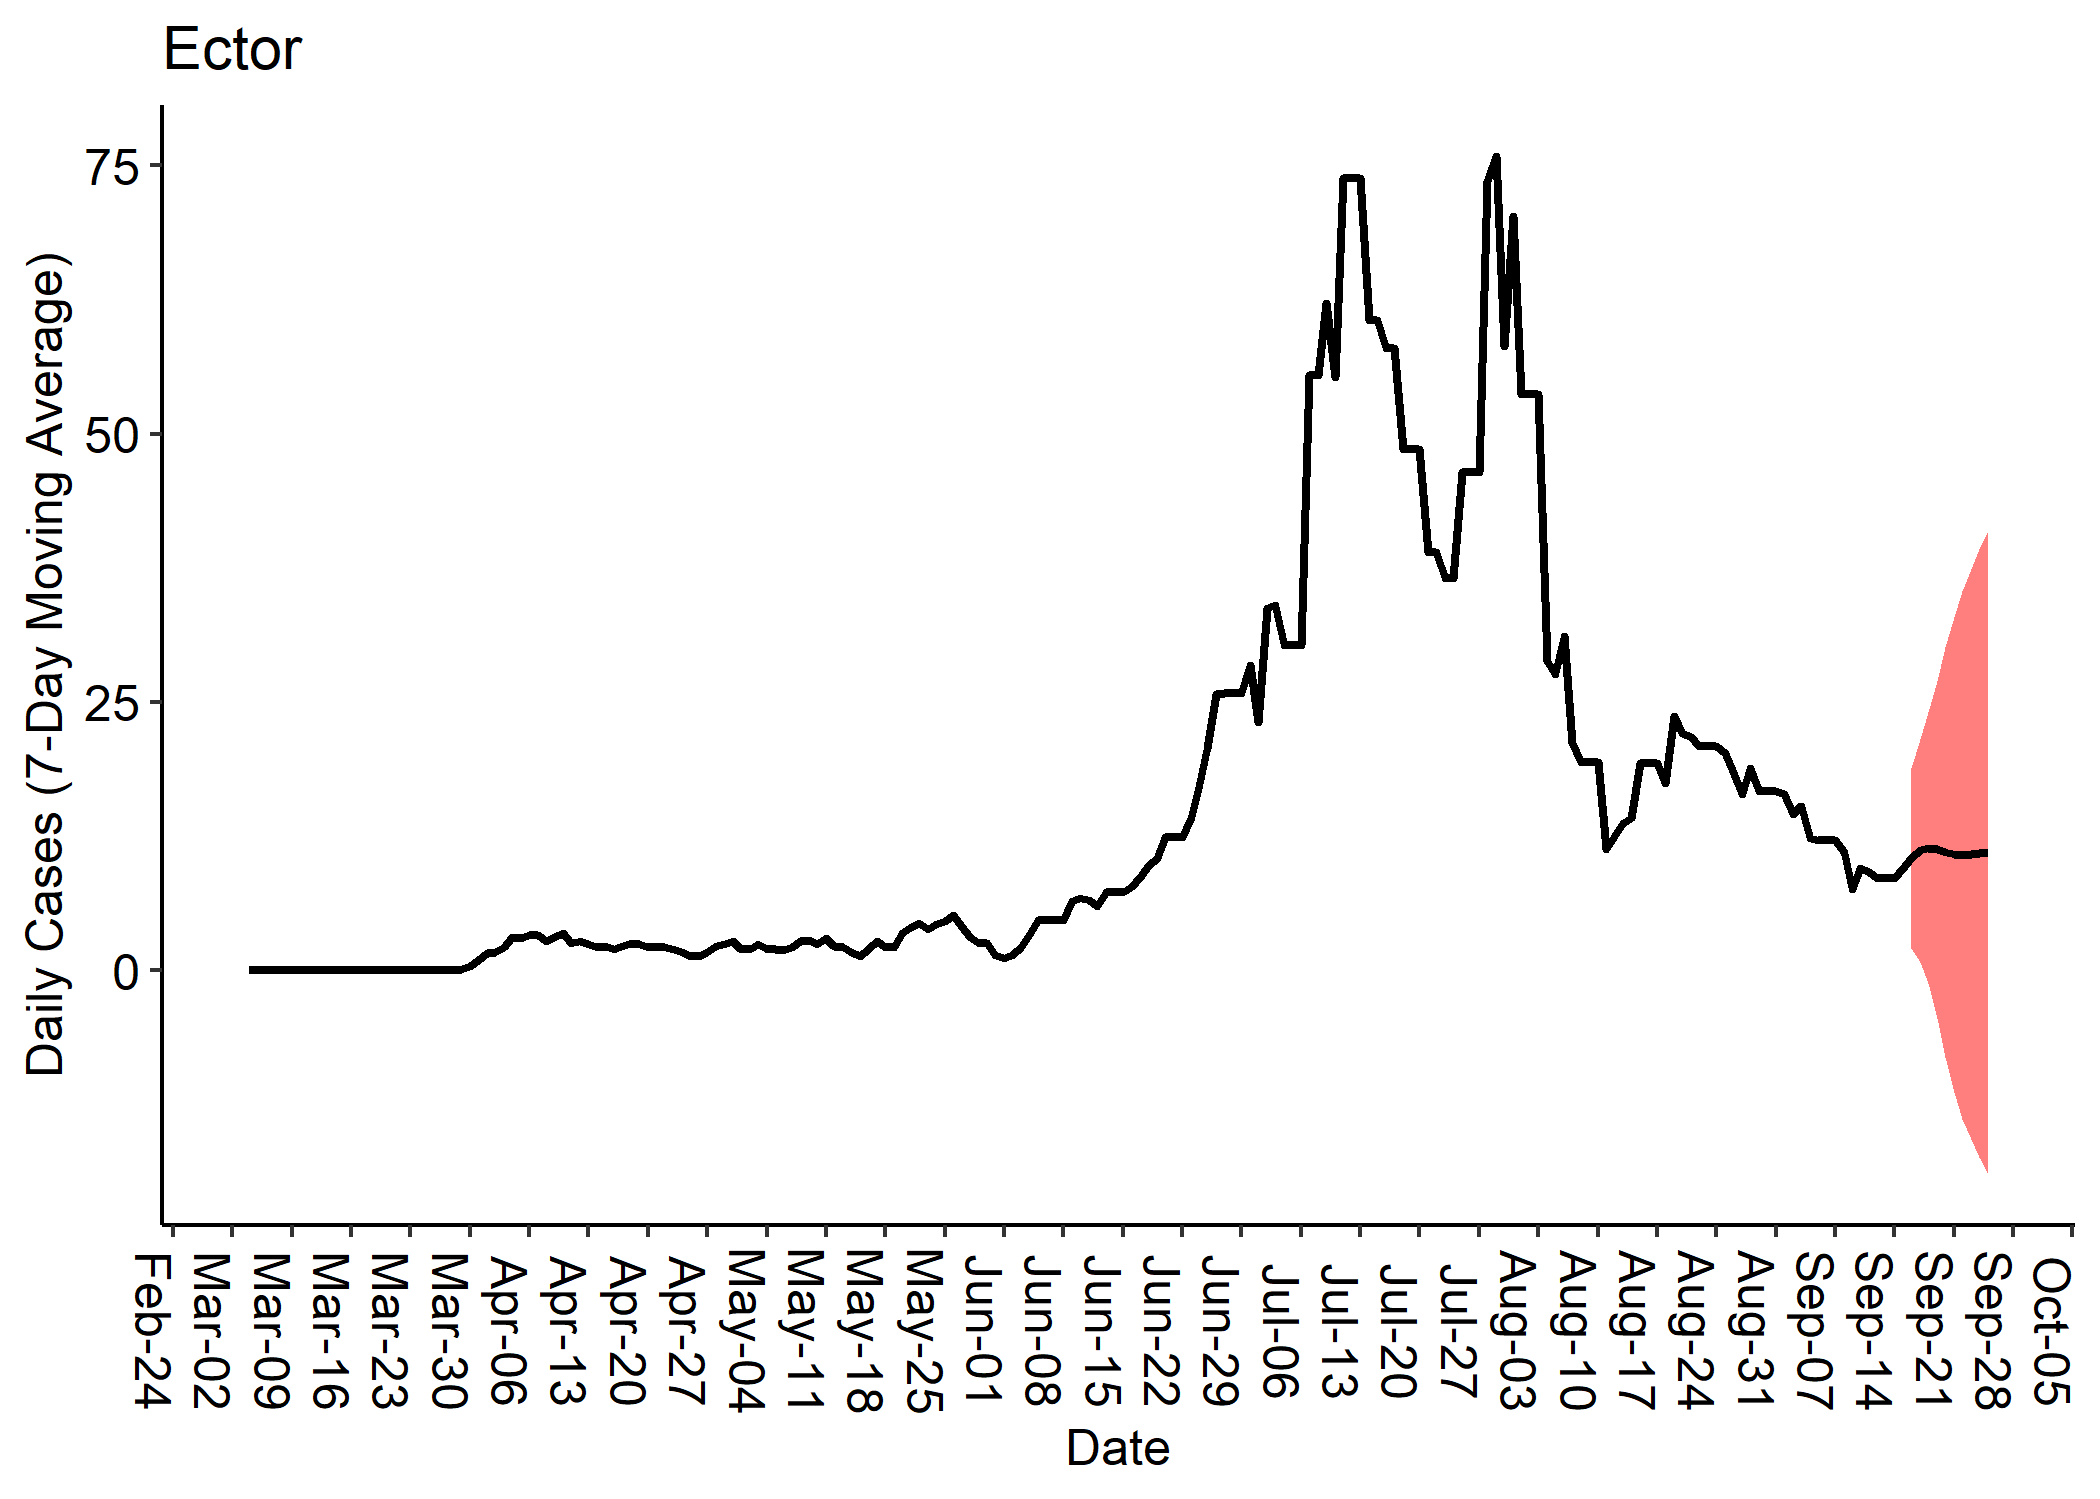 Ector
Daily Cases (7-Day Moving Average)
75
50
25
0
Feb-24
Mar-02
Mar-09
Mar-16
Mar-23
Mar-30
Apr-06
Apr-13
Apr-20
Apr-27
May-04
May-11
May-18
May-25
Jun-01
Jun-08
Jun-15
Jun-22
Jun-29
Jul-06
Jul-13
Jul-20
Jul-27
Aug-03
Aug-10
Aug-17
Aug-24
Aug-31
Sep-07
Sep-14
Sep-21
Sep-28
Oct-05
Date